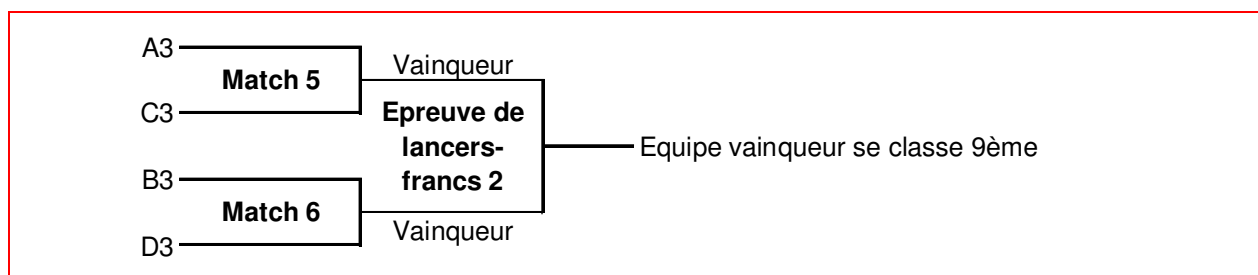 A3
Vainqueur
Match 5
C3
Epreuve de
lancers-
francs 2
Equipe vainqueur se classe 9ème
B3
Match 6
Vainqueur
D3